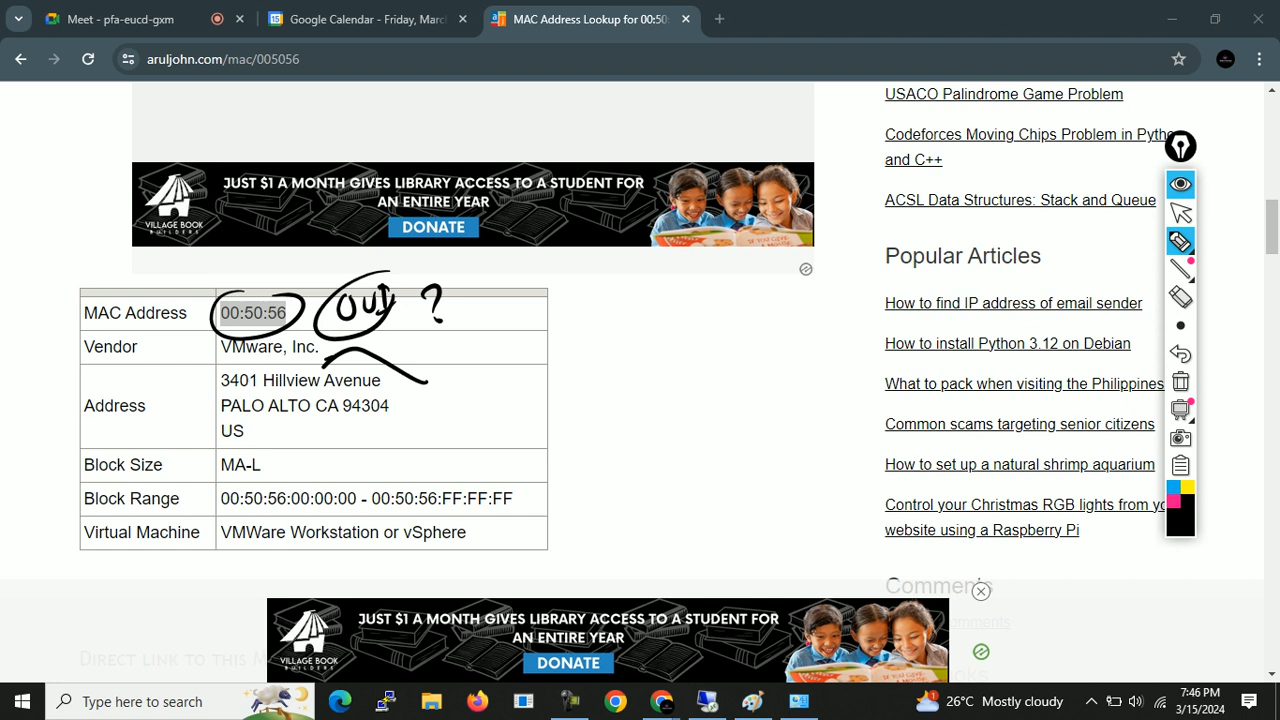 Meet - pfa-eucd-gxm
Google Calendar - Friday, Marc
MAC Address Lookup for 00:50
aruljohn.com/mac/005056
JUST $1 A MONTH GIVES LIBRARY ACCESS TO A STUDENT FOR
AN ENTIRE YEAR
VILLAGE BOOK
BUILDERS
DONATE
MAC Address 00:50:56 OUI ?
Vendor VMware, Inc.
Address 3401 Hillview Avenue
PALO ALTO CA 94304
US
Block Size MA-L
Block Range 00:50:56:00:00:00 - 00:50:56:FF:FF:FF
Virtual Machine VMWare Workstation or vSphere
USACO Palindrome Game Problem
Codeforces Moving Chips Problem in Pytho
and C++
ACSL Data Structures: Stack and Queue
Popular Articles
How to find IP address of email sender
How to install Python 3.12 on Debian
What to pack when visiting the Philippines
Common scams targeting senior citizens
How to set up a natural shrimp aquarium
Control your Christmas RGB lights from yo
website using a Raspberry Pi
Comments
omments
JUST $1 A MONTH GIVES LIBRARY ACCESS TO A STUDENT FOR
AN ENTIRE YEAR
VILLAGE BOOK
BUILDERS
DONATE
DIRECT LINK TO THIS M
Type here to search
1
26°C Mostly cloudy
7:46 PM
3/15/2024